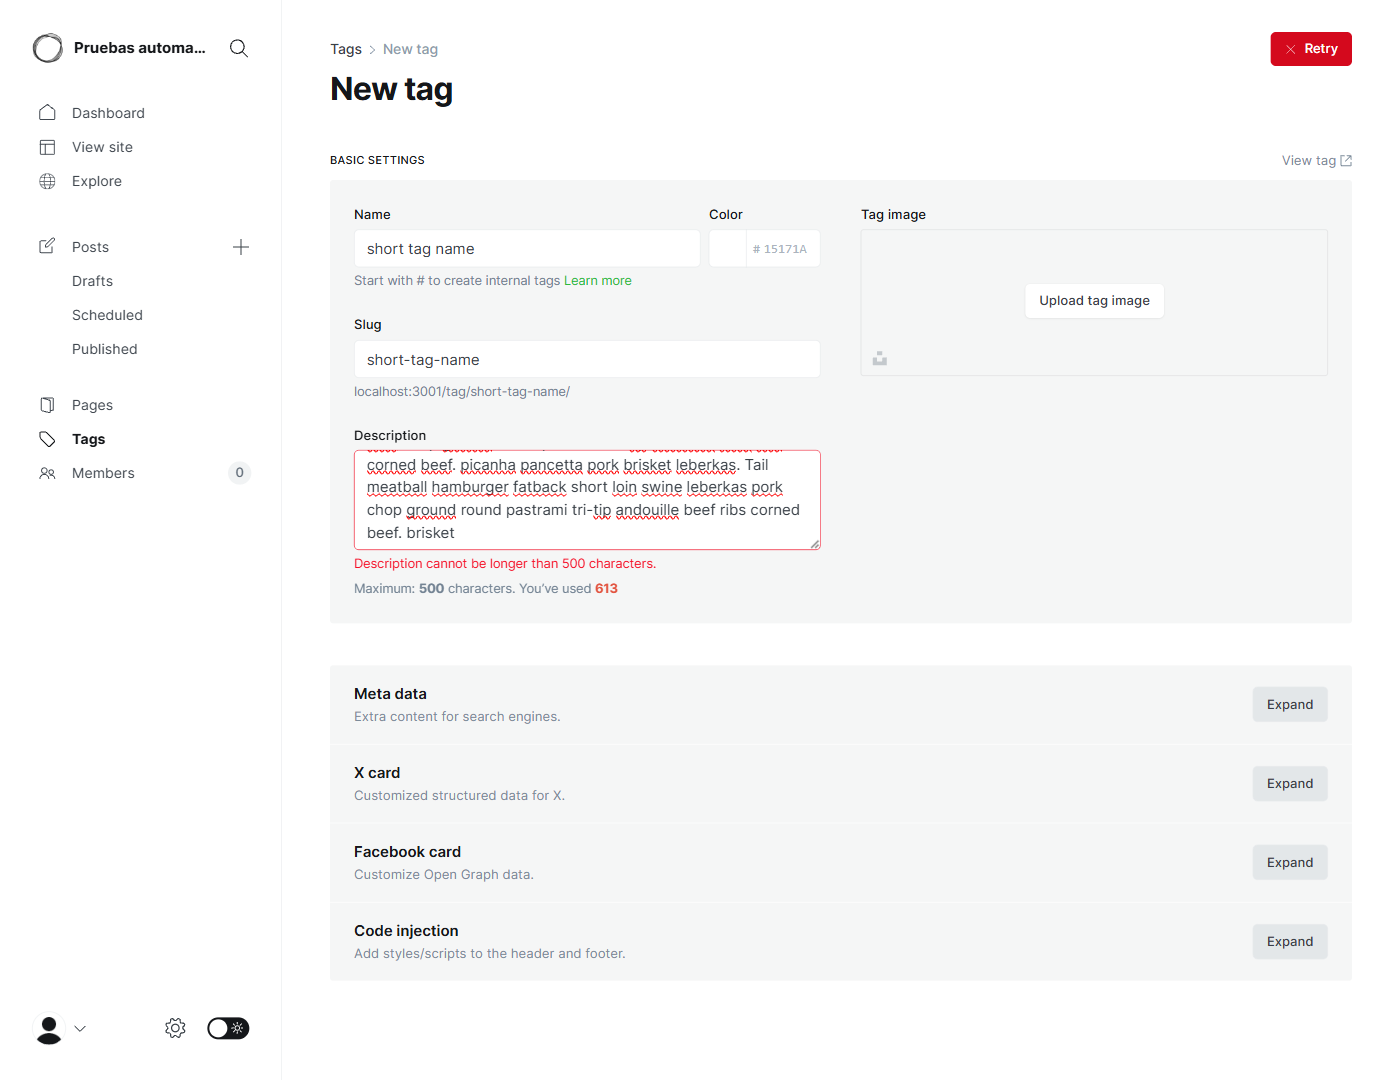 Pruebas automa...
Dashboard
View site
Explore
Posts
Drafts
Scheduled
Published
Pages
Tags
Members 0
Tags > New tag
Retry
New tag
BASIC SETTINGS
View tag
Name
short tag name
Color
# 15171A
Start with # to create internal tags Learn more
Slug
short-tag-name
localhost:3001/tag/short-tag-name/
Description
corned beef. picanha pancetta pork brisket leberkas. Tail
meatball hamburger fatback short loin swine leberkas pork
chop ground round pastrami tri-tip andouille beef ribs corned
beef. brisket
Description cannot be longer than 500 characters.
Maximum: 500 characters. You’ve used 613
Tag image
Upload tag image
Meta data
Extra content for search engines.
Expand
X card
Customized structured data for X.
Expand
Facebook card
Customize Open Graph data.
Expand
Code injection
Add styles/scripts to the header and footer.
Expand